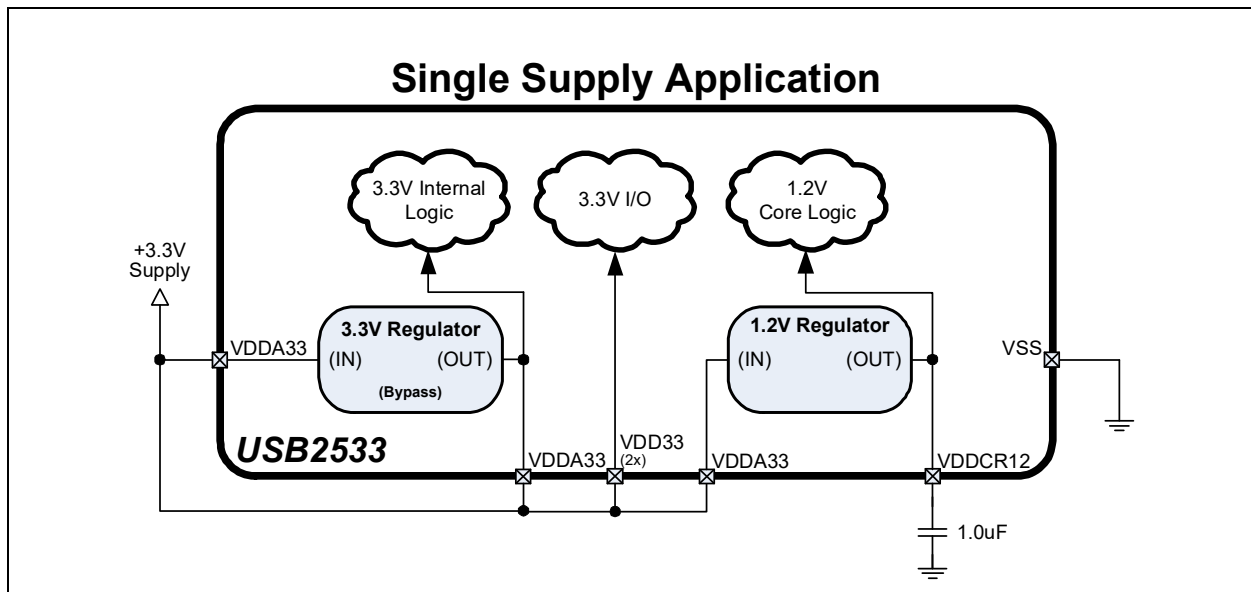 Single Supply Application
3.3V Internal
Logic
3.3V I/O
1.2V
Core Logic
+3.3V
Supply
3.3V Regulator
(IN)
(OUT)
(Bypass)
1.2V Regulator
(IN)
(OUT)
VDDA33
VSS
USB2533
VDDA33
VDD33
(2x)
VDDA33
VDDCR12
1.0uF